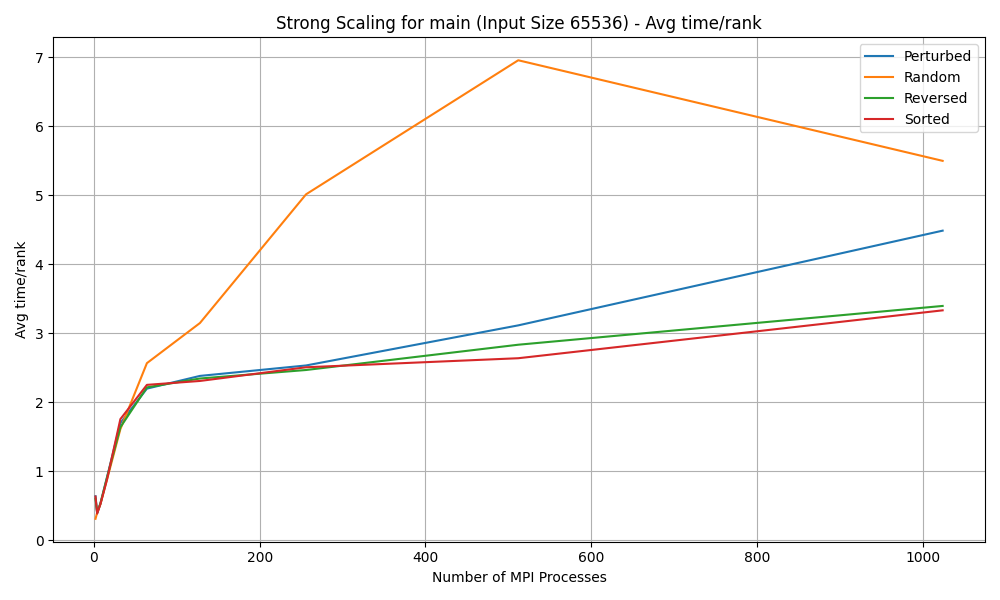 Strong Scaling for main (Input Size 65536) - Avg time/rank
Perturbed
Random
Reversed
Sorted
Avg time/rank
7
6
5
4
3
2
1
0
0 200 400 600 800 1000
Number of MPI Processes